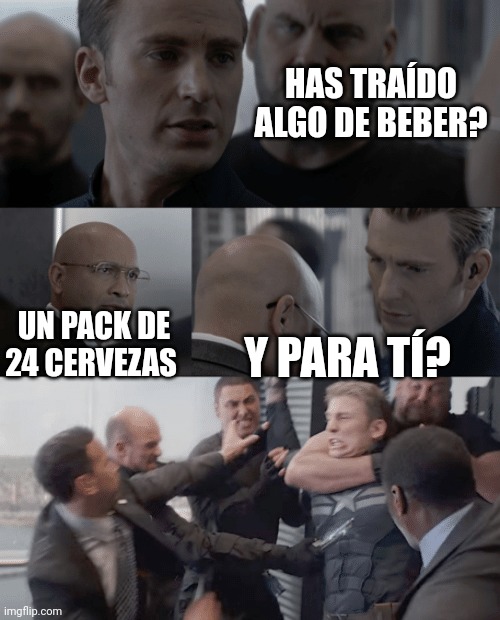 HAS TRAÍDO
ALGO DE BEBER?
UN PACK DE
24 CERVEZAS
Y PARA TÍ?
imgflip.com